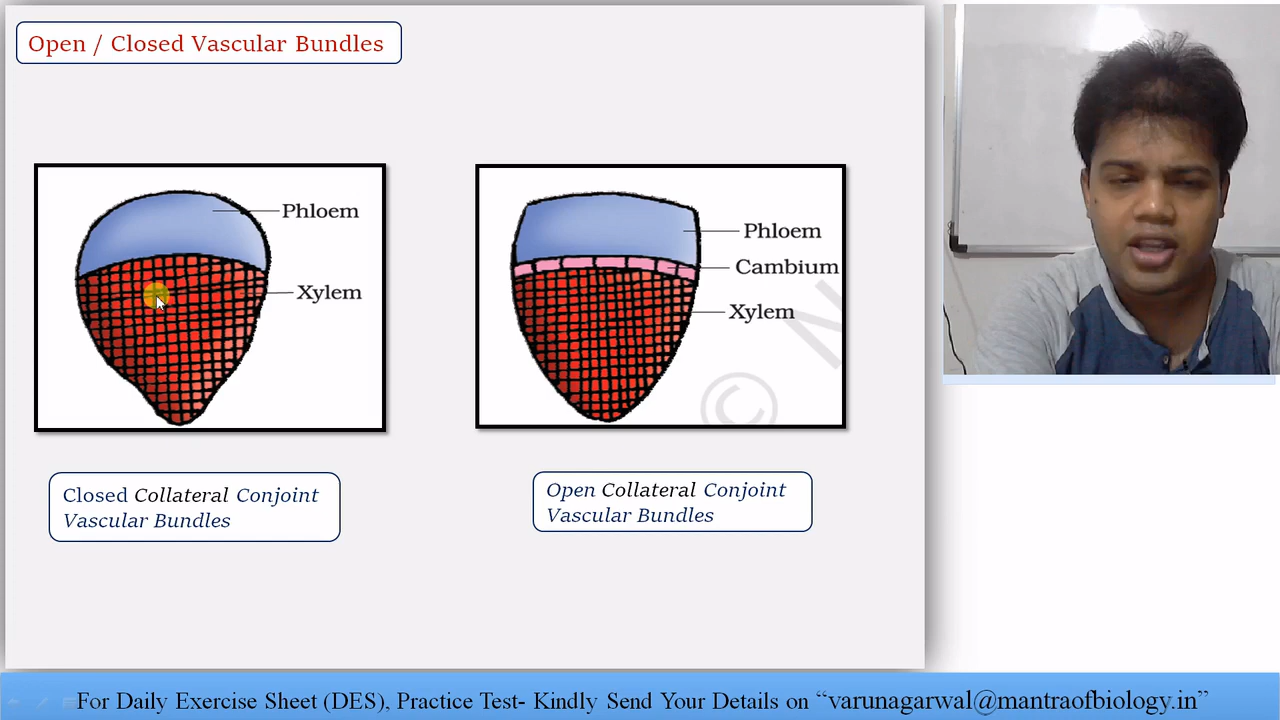 Open / Closed Vascular Bundles
Phloem
Xylem
Phloem
Cambium
Xylem
© N
Closed Collateral Conjoint
Vascular Bundles
Open Collateral Conjoint
Vascular Bundles
For Daily Exercise Sheet (DES), Practice Test- Kindly Send Your Details on “varunagarwal@mantraofbiology.in”